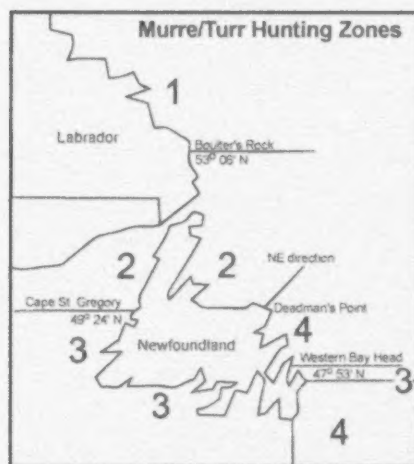 Murre/Turr Hunting Zones
1
Labrador
Boulter's Rock
53° 06' N
2
2
NE direction
Cape St. Gregory
49° 24' N
Deadman's Point
4
3
Newfoundland
Western Bay Head
47° 53' N
3
3
4